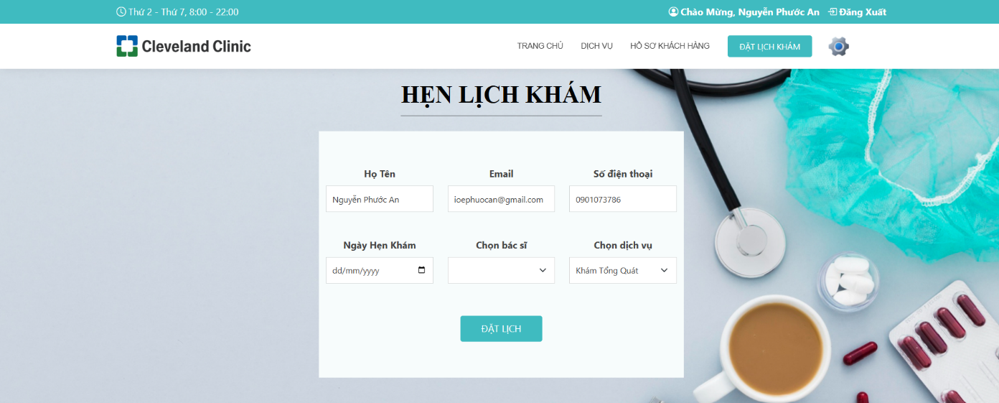 Thứ 2 - Thứ 7, 8:00 - 22:00
Chào Mừng, Nguyễn Phước An
Đăng Xuất
Cleveland Clinic
TRANG CHỦ
DỊCH VỤ
HỒ SƠ KHÁCH HÀNG
ĐẶT LỊCH KHÁM
HẸN LỊCH KHÁM
Họ Tên
Email
Số điện thoại
Nguyễn Phước An
ioephuocan@gmail.com
0901073786
Ngày Hẹn Khám
Chọn bác sĩ
Chọn dịch vụ
dd/mm/yyyy
Khám Tổng Quát
ĐẶT LỊCH